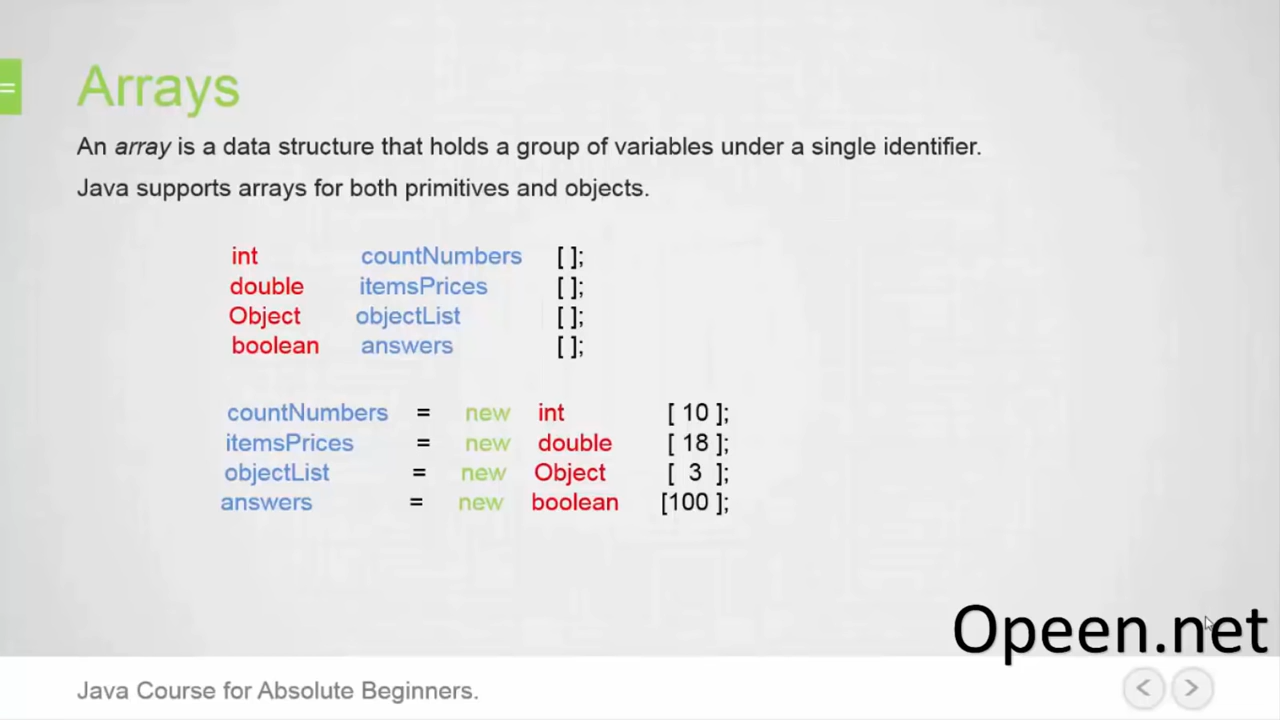 Arrays
An array is a data structure that holds a group of variables under a single identifier.
Java supports arrays for both primitives and objects.
int countNumbers [ ];
double itemsPrices [ ];
Object objectList [ ];
boolean answers [ ];
countNumbers = new int [ 10 ];
itemsPrices = new double [ 18 ];
objectList = new Object [ 3 ];
answers = new boolean [100 ];
Opeen.net
Java Course for Absolute Beginners.